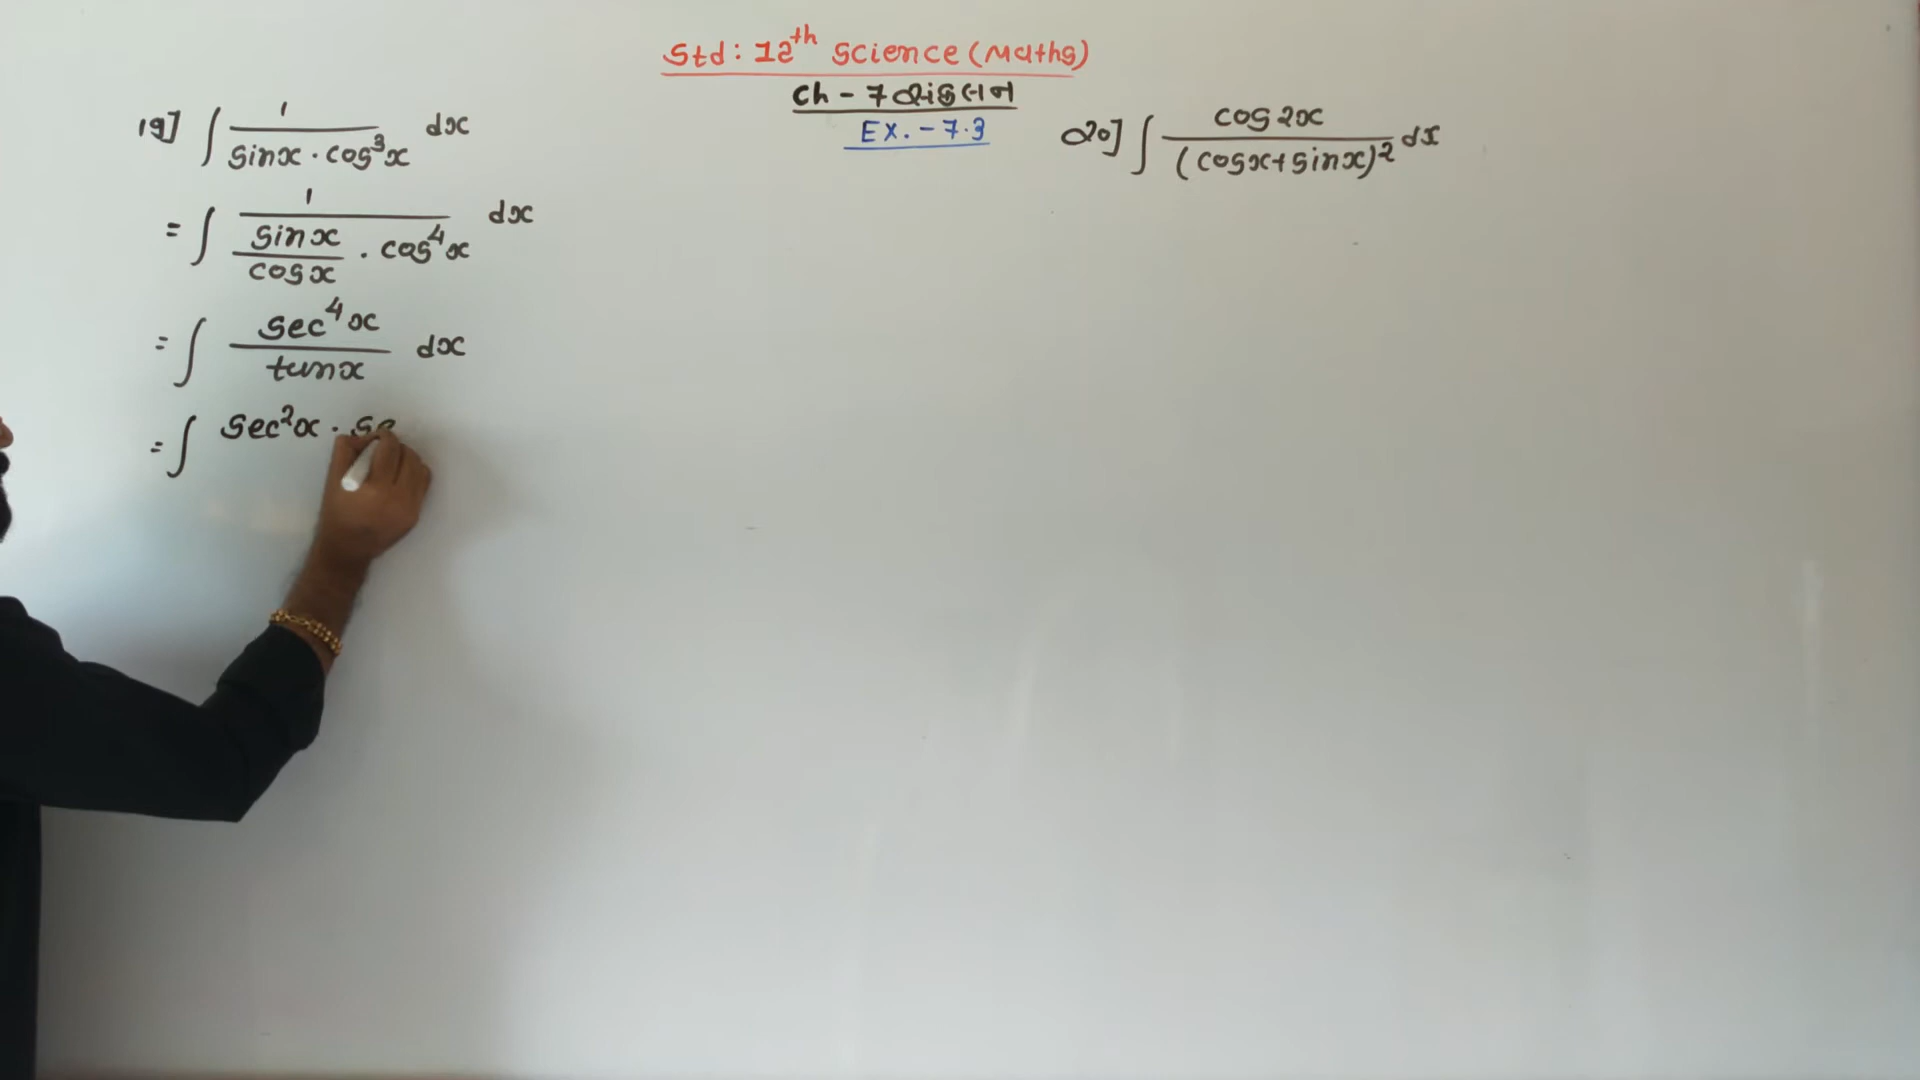 Std: 12th Science (Maths)
Ch - 7 સંકલન
Ex. - 7.3
19] ∫ 1 / (sinx · cos³x) dx
= ∫ 1 / ((sinx / cosx) · cos⁴x) dx
= ∫ sec⁴x / tanx dx
= ∫ sec²x · se
20] ∫ cos2x / (cosx + sinx)² dx